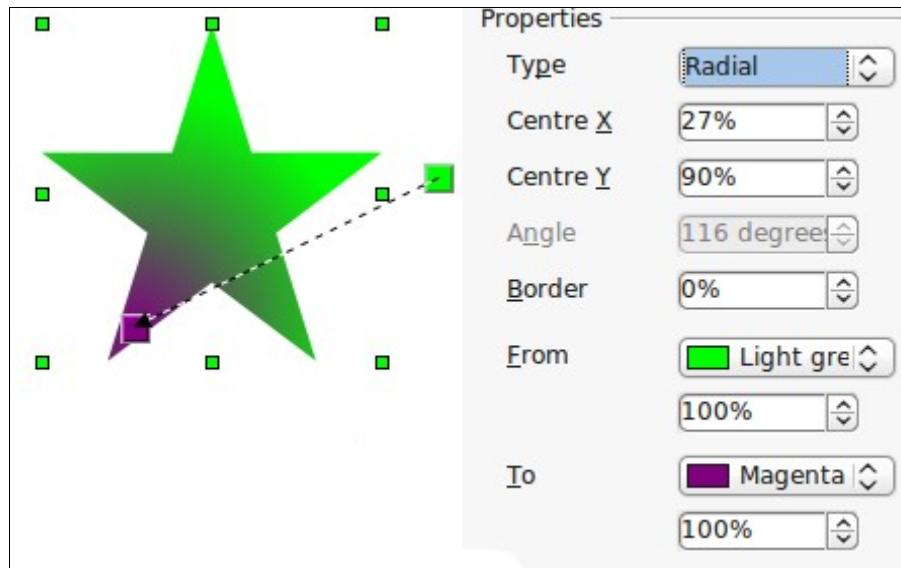 Properties
Type Radial
Centre X 27%
Centre Y 90%
Angle 116 degrees
Border 0%
From Light gre
100%
To Magenta
100%